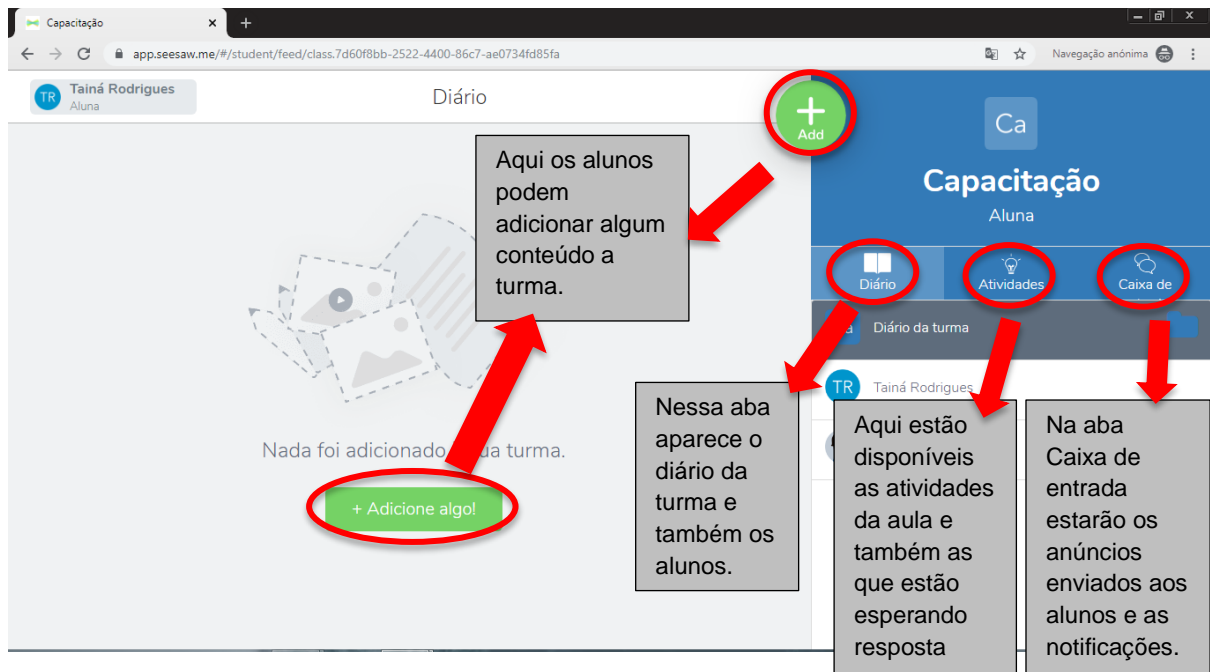 Capacitação
app.seesaw.me/#/student/feed/class.7d60f8bb-2522-4400-86c7-ae0734fd85fa
Navegação anónima
TR
Tainá Rodrigues
Aluna
Diário
Add
Ca
Capacitação
Aluna
Diário
Atividades
Caixa de
Diário da turma
TR
Tainá Rodrigues
Aqui os alunos
podem
adicionar algum
conteúdo a
turma.
Nada foi adicionado ua turma.
+ Adicione algo!
Nessa aba
aparece o
diário da
turma e
também os
alunos.
Aqui estão
disponíveis
as atividades
da aula e
também as
que estão
esperando
resposta
Na aba
Caixa de
entrada
estarão os
anúncios
enviados aos
alunos e as
notificações.